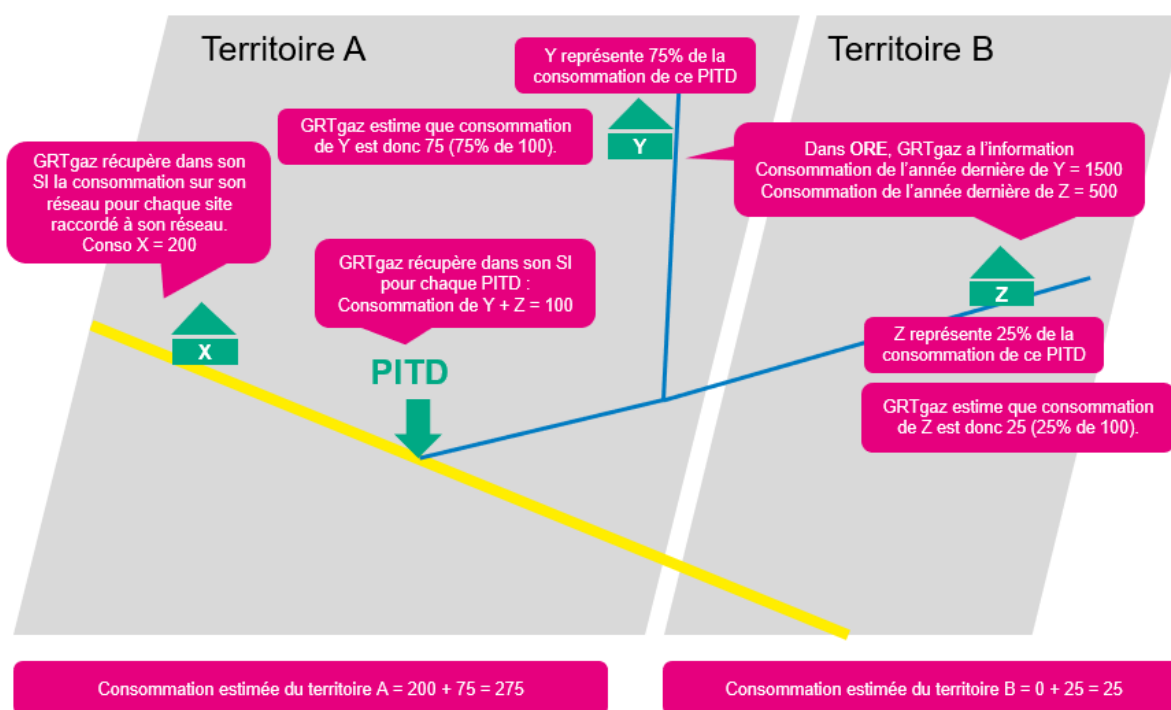 Territoire A
Y représente 75% de la
consommation de ce PITD
Territoire B
GRTgaz estime que consommation
de Y est donc 75 (75% de 100).
Y
Dans ORE, GRTgaz a l'information
Consommation de l'année dernière de Y = 1500
Consommation de l'année dernière de Z = 500
GRTgaz récupère dans son
SI la consommation sur son
réseau pour chaque site
raccordé à son réseau.
Conso X = 200
X
GRTgaz récupère dans son SI
pour chaque PITD :
Consommation de Y + Z = 100
PITD
Z
Z représente 25% de la
consommation de ce PITD
GRTgaz estime que consommation
de Z est donc 25 (25% de 100).
Consommation estimée du territoire A = 200 + 75 = 275
Consommation estimée du territoire B = 0 + 25 = 25